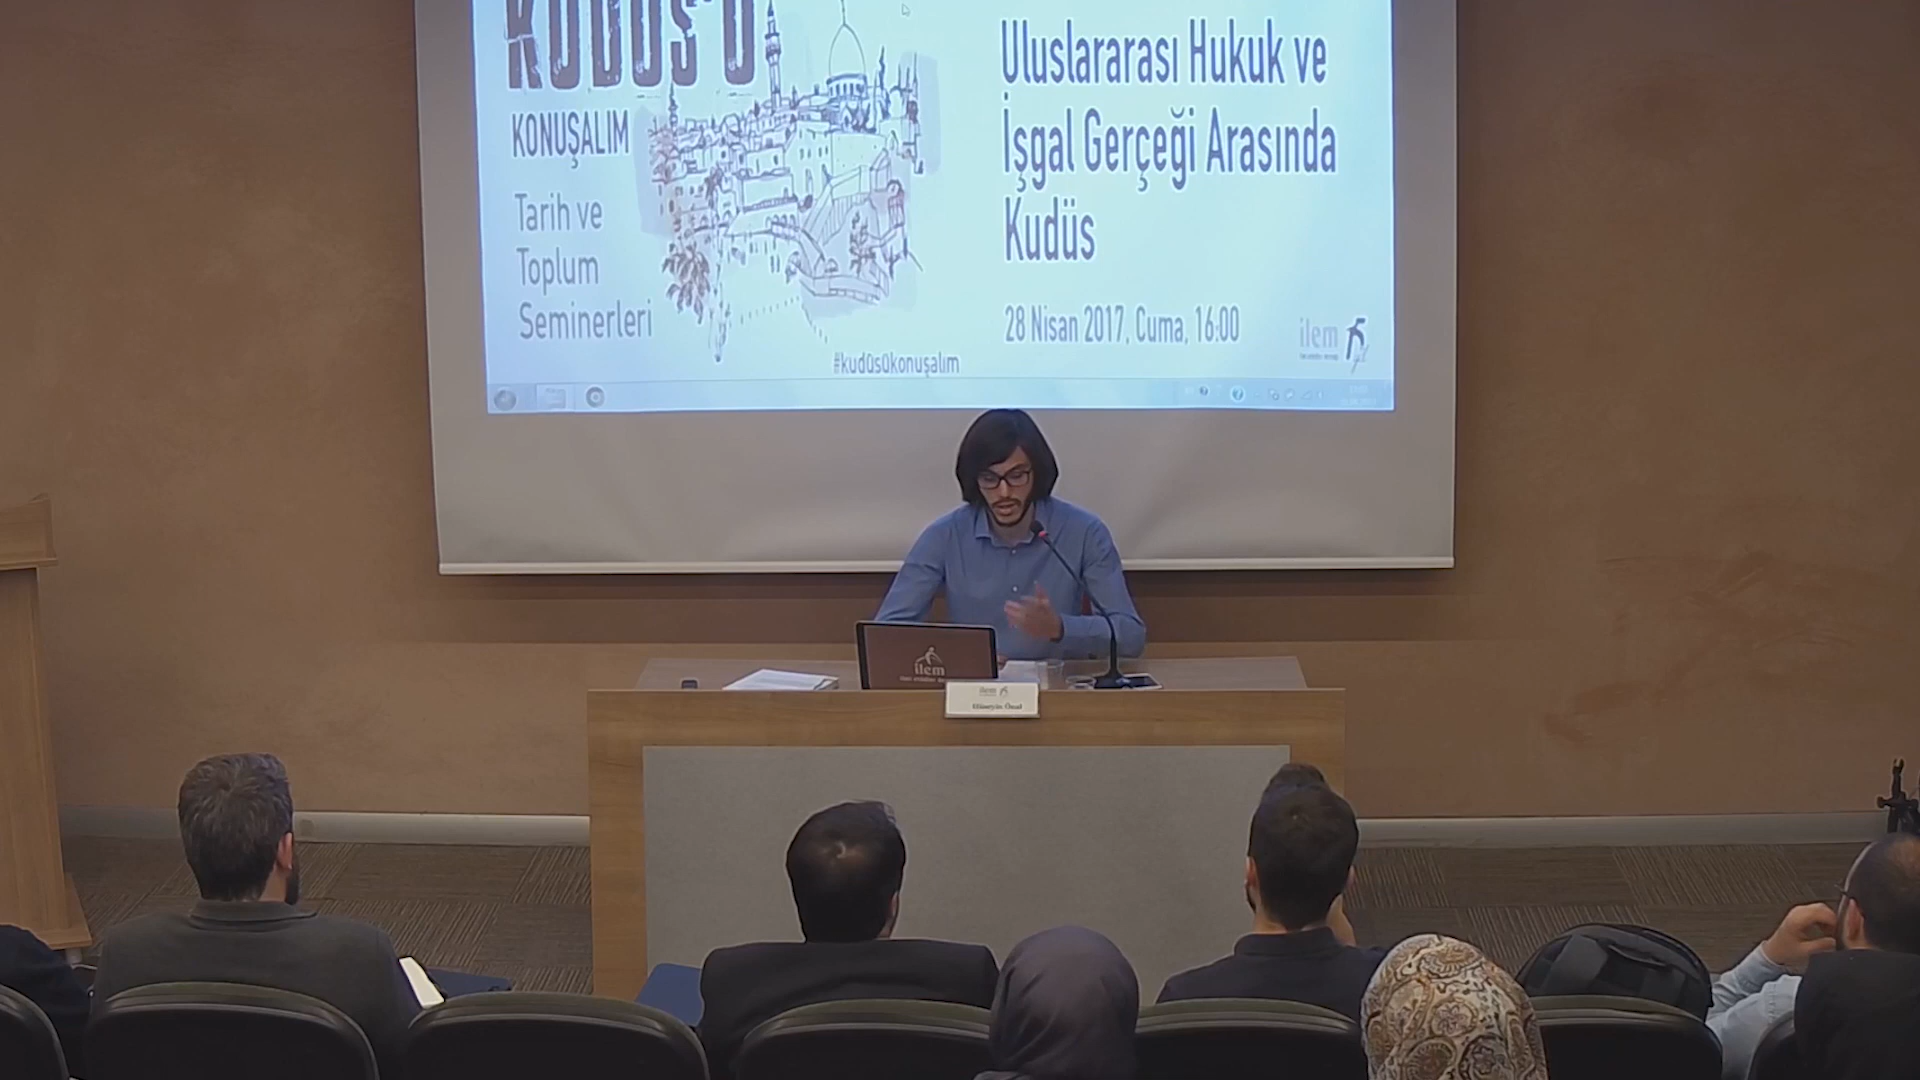 KUDÜS'Ü
KONUŞALIM
Tarih ve
Toplum
Seminerleri
#kudüsükonuşalım
Uluslararası Hukuk ve
İşgal Gerçeği Arasında
Kudüs
28 Nisan 2017, Cuma, 16:00
ilem
ilem
ilem